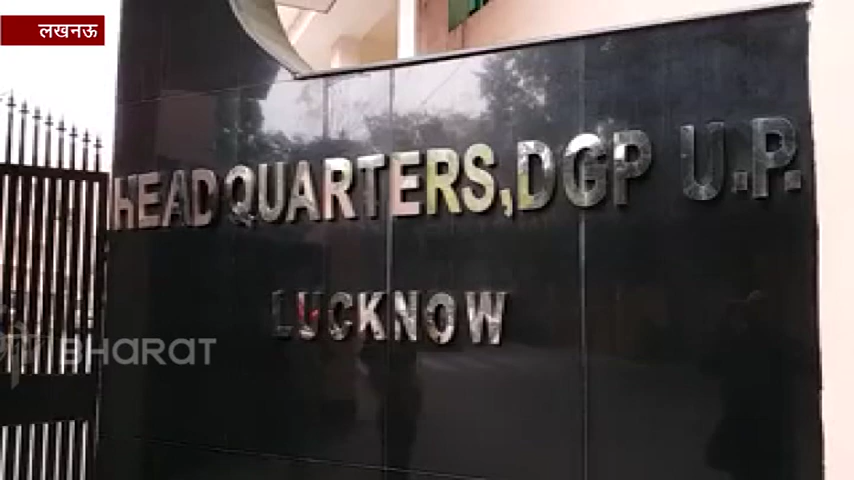 लखनऊ
HEADQUARTERS,DGP U.P.
LUCKNOW
BHARAT